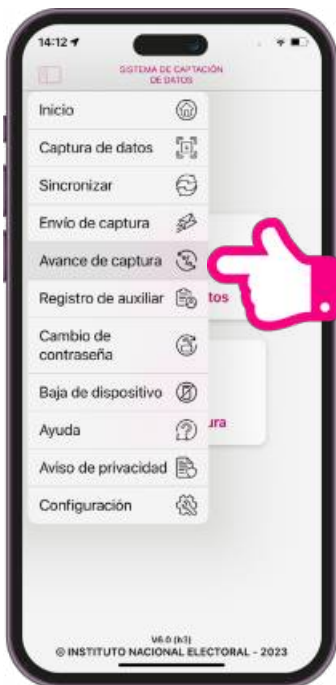 14:12
SISTEMA DE CAPTACIÓN
DE DATOS
Inicio
Captura de datos
Sincronizar
Envío de captura
Avance de captura
Registro de auxiliar
tos
Cambio de
contraseña
Baja de dispositivo
Ayuda
ura
Aviso de privacidad
Configuración
V6.0 (h3)
© INSTITUTO NACIONAL ELECTORAL - 2023